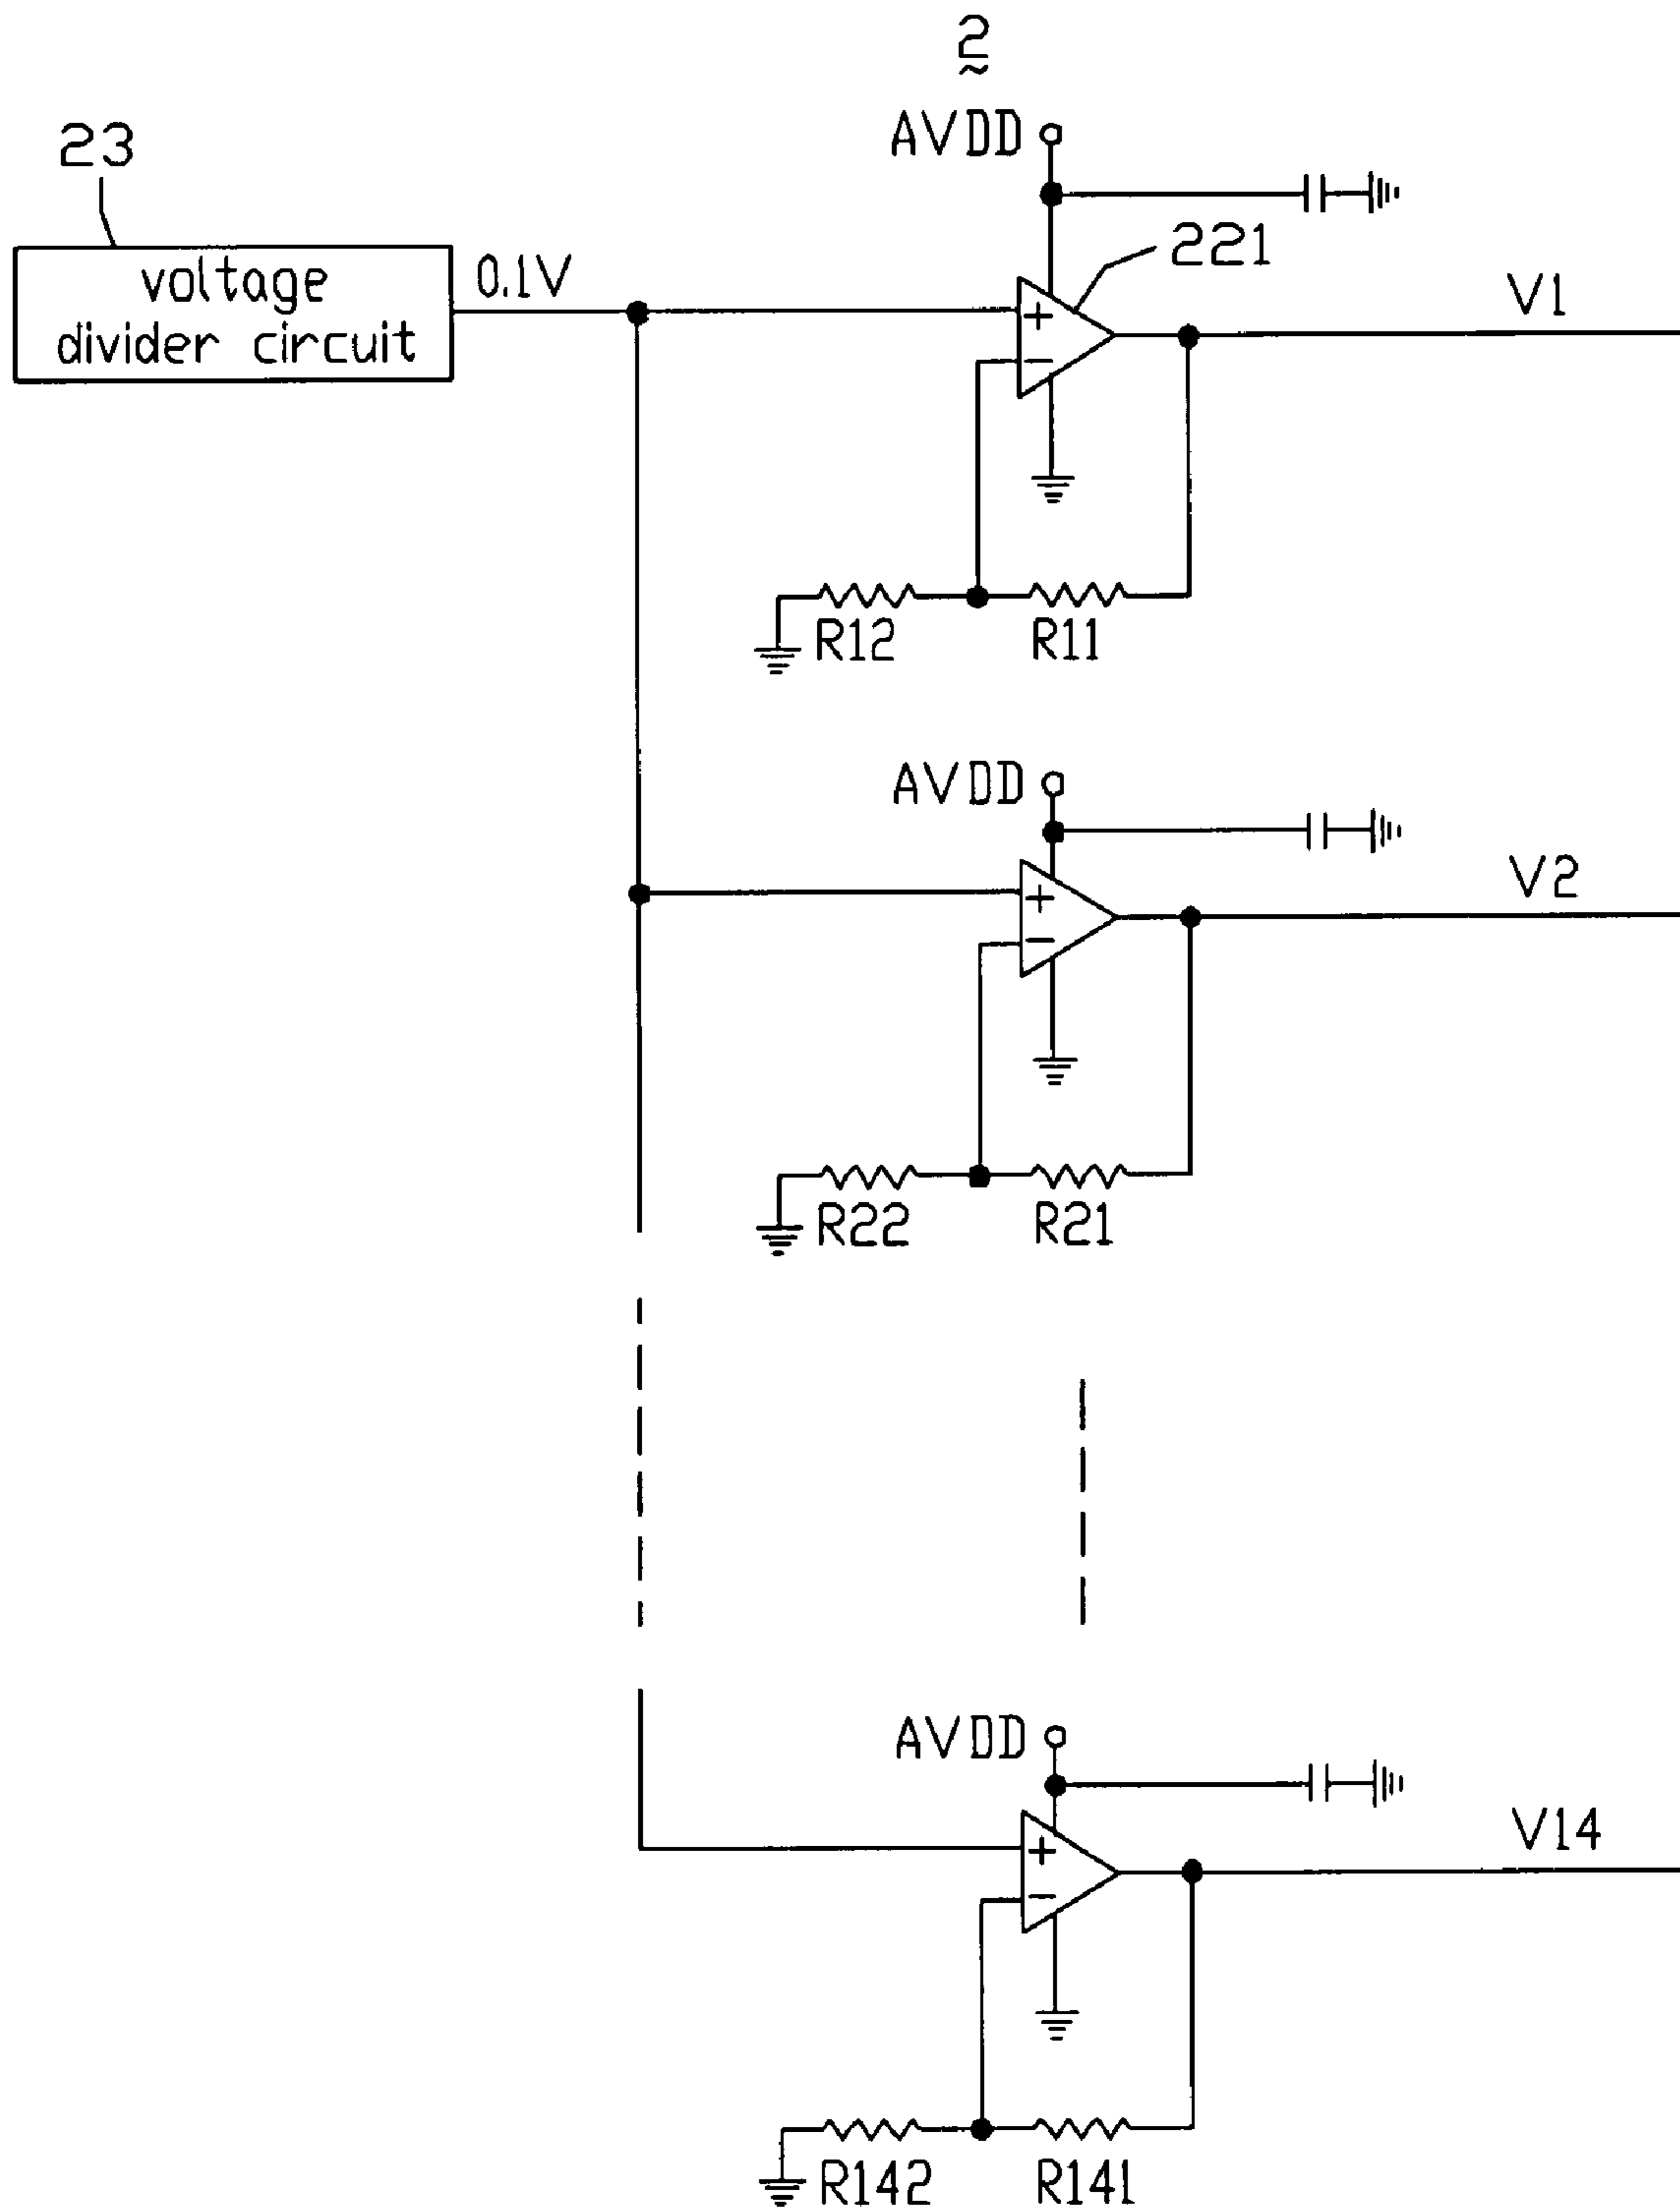 2
AVDD
23
221
voltage
divider circuit
0.1V
V1
+
−
R12
R11
AVDD
V2
+
−
R22
R21
AVDD
V14
+
−
R142
R141